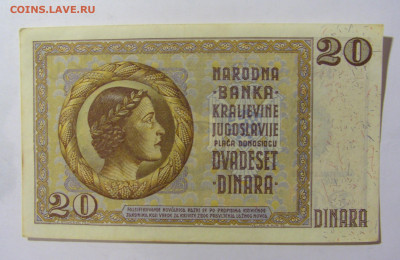 COINS.LAVE.RU
20
NARODNA
BANKA
KRALJEVINE
JUGOSLAVIJE
PLAĆA DONOSIOCU
DVADESET
DINARA
20
DINARA